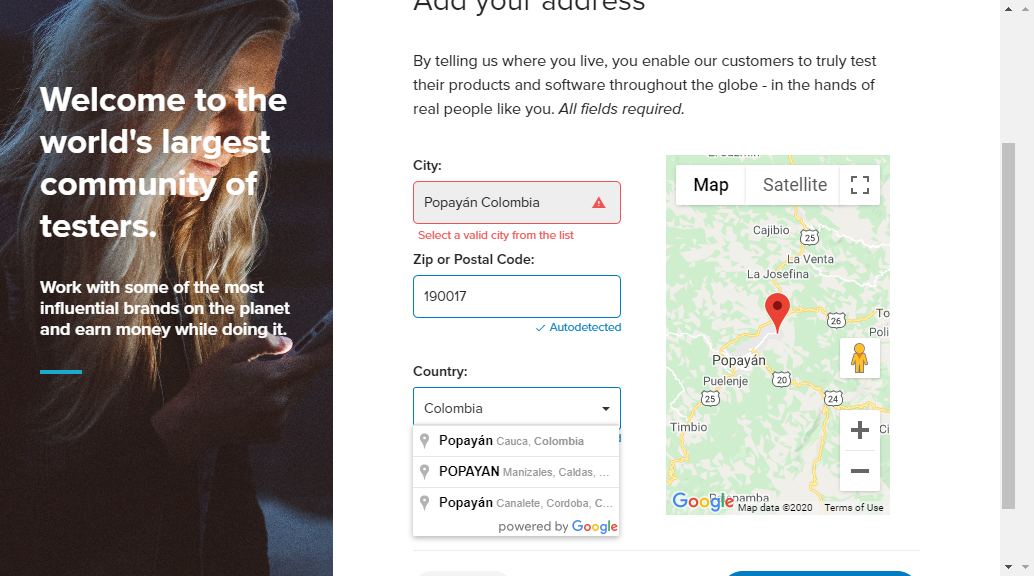 Add your address
Welcome to the
world's largest
community of
testers.
Work with some of the most
influential brands on the planet
and earn money while doing it.
By telling us where you live, you enable our customers to truly test
their products and software throughout the globe - in the hands of
real people like you. All fields required.
City:
Popayán Colombia
Select a valid city from the list
Zip or Postal Code:
190017
Autodetected
Country:
Colombia
Popayán Cauca, Colombia
POPAYAN Manizales, Caldas, ...
Popayán Canalete, Cordoba, C...
powered by Google
Map
Satellite
Cajibio
25
La Venta
La Josefina
26
To
Poli
Popayán
Puelenje
20
25
24
Timbio
Ci
Google
Map data ©2020
Terms of Use